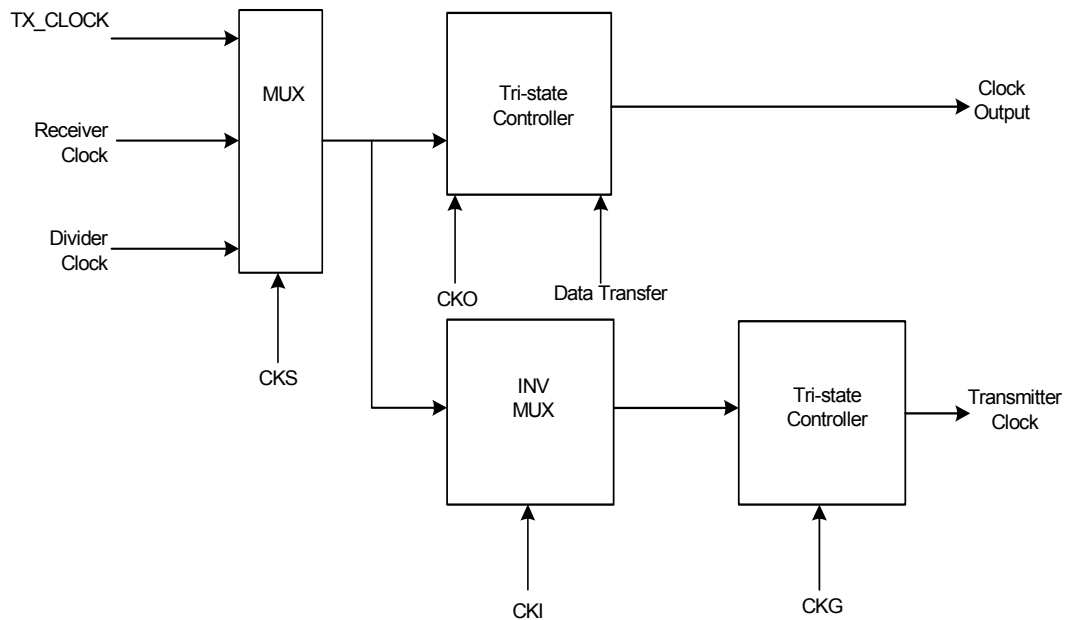 TX_CLOCK
MUX
Tri-state
Controller
Clock
Output
Receiver
Clock
Divider
Clock
CKO
Data Transfer
CKS
INV
MUX
Tri-state
Controller
Transmitter
Clock
CKI
CKG